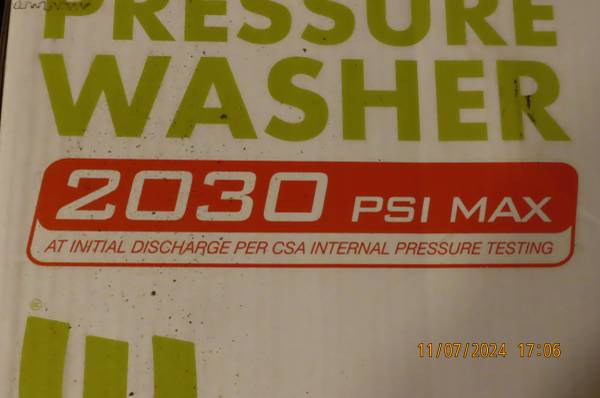 PRESSURE
WASHER
2030 PSI MAX
AT INITIAL DISCHARGE PER CSA INTERNAL PRESSURE TESTING
®
11/07/2024 17:06